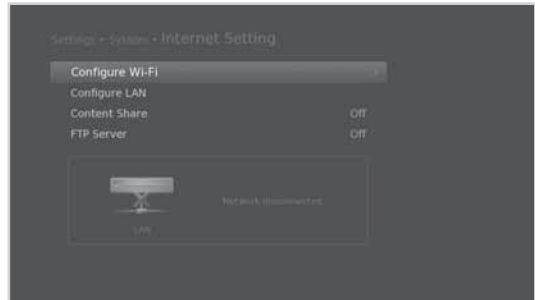 Settings • System • Internet Setting
Configure Wi-Fi
Configure LAN
Content Share Off
FTP Server Off
Network disconnected
LAN